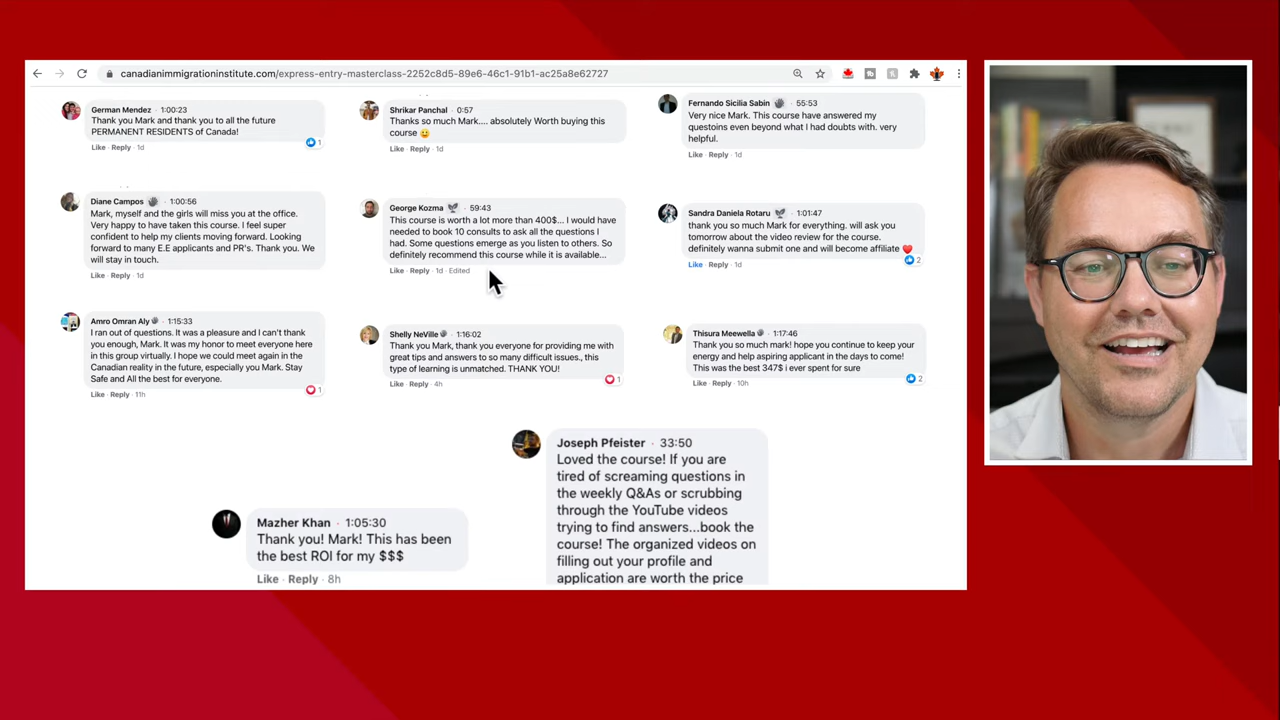 canadianimmigrationinstitute.com/express-entry-masterclass-2252c8d5-89e6-46c1-91b1-ac25a8e62727
German Mendez · 1:00:23
Thank you Mark and thank you to all the future
PERMANENT RESIDENTS of Canada!
1
Like · Reply · 1d
Shrikar Panchal · 0:57
Thanks so much Mark.... absolutely Worth buying this
course 🙂
Like · Reply · 1d
Fernando Sicilia Sabin · 55:53
Very nice Mark. This course have answered my
questoins even beyond what I had doubts with. very
helpful.
Like · Reply · 1d
Diane Campos · 1:00:56
Mark, myself and the girls will miss you at the office.
Very happy to have taken this course. I feel super
confident to help my clients moving forward. Looking
forward to many E.E applicants and PR's. Thank you. We
will stay in touch.
Like · Reply · 1d
George Kozma · 59:43
This course is worth a lot more than 400$... I would have
needed to book 10 consults to ask all the questions I
had. Some questions emerge as you listen to others. So
definitely recommend this course while it is available...
Like · Reply · 1d · Edited
Sandra Daniela Rotaru · 1:01:47
thank you so much Mark for everything. will ask you
tomorrow about the video review for the course.
definitely wanna submit one and will become affiliate ❤
2
Like · Reply · 1d
Amro Omran Aly · 1:15:33
I ran out of questions. It was a pleasure and I can't thank
you enough, Mark. It was my honor to meet everyone here
in this group virtually. I hope we could meet again in the
Canadian reality in the future, especially you Mark. Stay
Safe and All the best for everyone.
1
Like · Reply · 11h
Shelly NeVille · 1:16:02
Thank you Mark, thank you everyone for providing me with
great tips and answers to so many difficult issues., this
type of learning is unmatched. THANK YOU!
1
Like · Reply · 4h
Thisura Meewella · 1:17:46
Thank you so much mark! hope you continue to keep your
energy and help aspiring applicant in the days to come!
This was the best 347$ i ever spent for sure
2
Like · Reply · 10h
Mazher Khan · 1:05:30
Thank you! Mark! This has been
the best ROI for my $$$
Like · Reply · 8h
Joseph Pfeister · 33:50
Loved the course! If you are
tired of screaming questions in
the weekly Q&As or scrubbing
through the YouTube videos
trying to find answers...book the
course! The organized videos on
filling out your profile and
application are worth the price